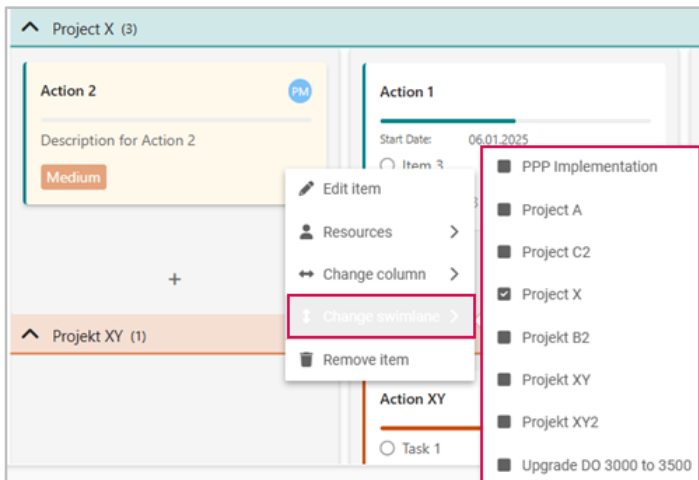 Project X (3)
Action 2
PM
Description for Action 2
Medium
+
Action 1
Start Date: 06.01.2025
Item 3
Edit item
Resources
Change column
Change swimlane
Remove item
PPP Implementation
Project A
Project C2
Project X
Projekt B2
Projekt XY
Projekt XY2
Upgrade DO 3000 to 3500
Projekt XY (1)
Action XY
Task 1